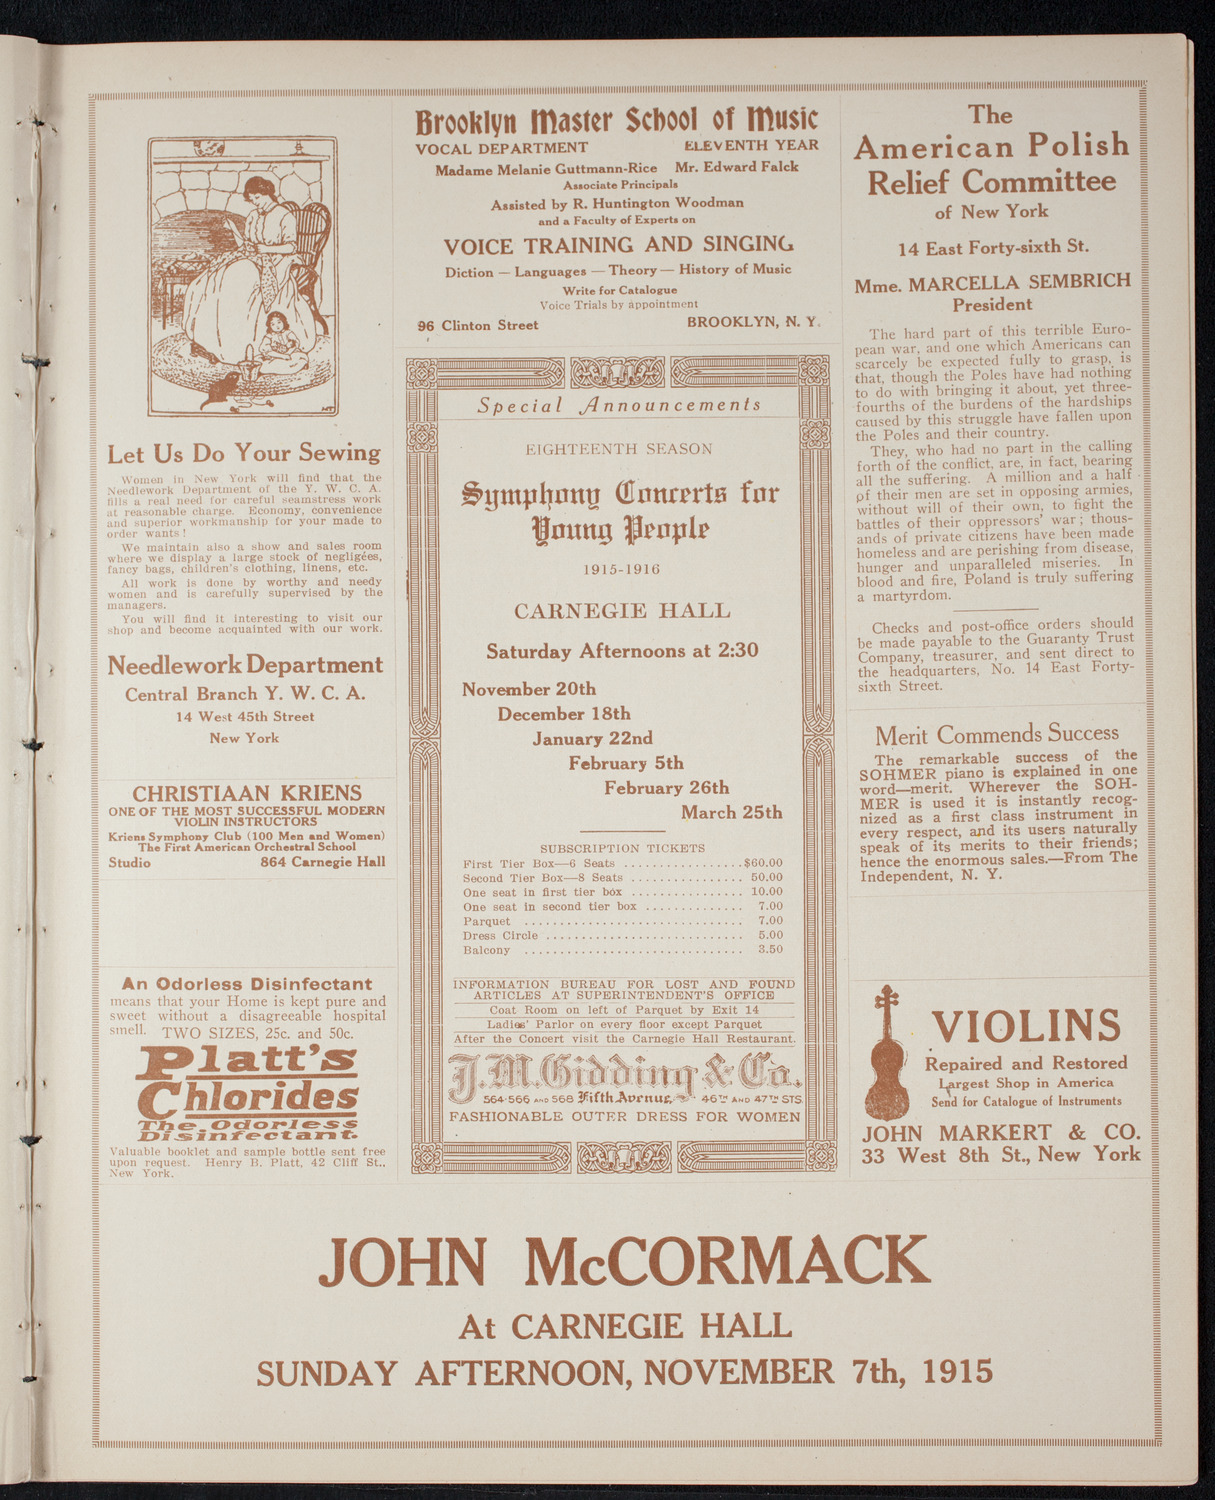 Let Us Do Your Sewing
Women in New York will find that the
Needlework Department of the Y. W. C. A.
fills a real need for careful seamstress work
at reasonable charge. Economy, convenience
and superior workmanship for your made to
order wants!
We maintain also a show and sales room
where we display a large stock of negligées,
fancy bags, children's clothing, linens, etc.
All work is done by worthy and needy
women and is carefully supervised by the
managers.
You will find it interesting to visit our
shop and become acquainted with our work.
Needlework Department
Central Branch Y. W. C. A.
14 West 45th Street
New York
CHRISTIAAN KRIENS
ONE OF THE MOST SUCCESSFUL MODERN
VIOLIN INSTRUCTORS
Kriens Symphony Club (100 Men and Women)
The First American Orchestral School
Studio 864 Carnegie Hall
An Odorless Disinfectant
means that your Home is kept pure and
sweet without a disagreeable hospital
smell. TWO SIZES, 25c. and 50c.
Platt's
Chlorides
The Odorless
Disinfectant.
Valuable booklet and sample bottle sent free
upon request. Henry B. Platt, 42 Cliff St.,
New York.
Brooklyn Master School of Music
VOCAL DEPARTMENT ELEVENTH YEAR
Madame Melanie Guttmann-Rice Mr. Edward Falck
Associate Principals
Assisted by R. Huntington Woodman
and a Faculty of Experts on
VOICE TRAINING AND SINGING
Diction — Languages — Theory — History of Music
Write for Catalogue
Voice Trials by appointment
96 Clinton Street BROOKLYN, N. Y.
Special Announcements
EIGHTEENTH SEASON
Symphony Concerts for
Young People
1915-1916
CARNEGIE HALL
Saturday Afternoons at 2:30
November 20th
December 18th
January 22nd
February 5th
February 26th
March 25th
SUBSCRIPTION TICKETS
First Tier Box—6 Seats .................$60.00
Second Tier Box—8 Seats ................ 50.00
One seat in first tier box ................ 10.00
One seat in second tier box .............. 7.00
Parquet ............................ 7.00
Dress Circle ............................ 5.00
Balcony ............................ 3.50
INFORMATION BUREAU FOR LOST AND FOUND
ARTICLES AT SUPERINTENDENT'S OFFICE
Coat Room on left of Parquet by Exit 14
Ladies' Parlor on every floor except Parquet
After the Concert visit the Carnegie Hall Restaurant.
J.M.Gidding & Co.
564-566 AND 568 Fifth Avenue 46TH AND 47TH STS.
FASHIONABLE OUTER DRESS FOR WOMEN
The
American Polish
Relief Committee
of New York
14 East Forty-sixth St.
Mme. MARCELLA SEMBRICH
President
The hard part of this terrible Euro-
pean war, and one which Americans can
scarcely be expected fully to grasp, is
that, though the Poles have had nothing
to do with bringing it about, yet three-
fourths of the burdens of the hardships
caused by this struggle have fallen upon
the Poles and their country.
They, who had no part in the calling
forth of the conflict, are, in fact, bearing
all the suffering. A million and a half
of their men are set in opposing armies,
without will of their own, to fight the
battles of their oppressors' war; thous-
ands of private citizens have been made
homeless and are perishing from disease,
hunger and unparalleled miseries. In
blood and fire, Poland is truly suffering
a martyrdom.
Checks and post-office orders should
be made payable to the Guaranty Trust
Company, treasurer, and sent direct to
the headquarters, No. 14 East Forty-
sixth Street.
Merit Commends Success
The remarkable success of the
SOHMER piano is explained in one
word—merit. Wherever the SOH-
MER is used it is instantly recog-
nized as a first class instrument in
every respect, and its users naturally
speak of its merits to their friends;
hence the enormous sales.—From The
Independent, N. Y.
VIOLINS
Repaired and Restored
Largest Shop in America
Send for Catalogue of Instruments
JOHN MARKERT & CO.
33 West 8th St., New York
JOHN McCORMACK
At CARNEGIE HALL
SUNDAY AFTERNOON, NOVEMBER 7th, 1915